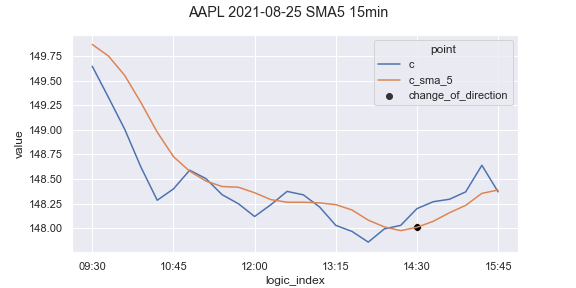 AAPL 2021-08-25 SMA5 15min
point
c
c_sma_5
change_of_direction
149.75
149.50
149.25
149.00
148.75
148.50
148.25
148.00
value
09:30 10:45 12:00 13:15 14:30 15:45
logic_index